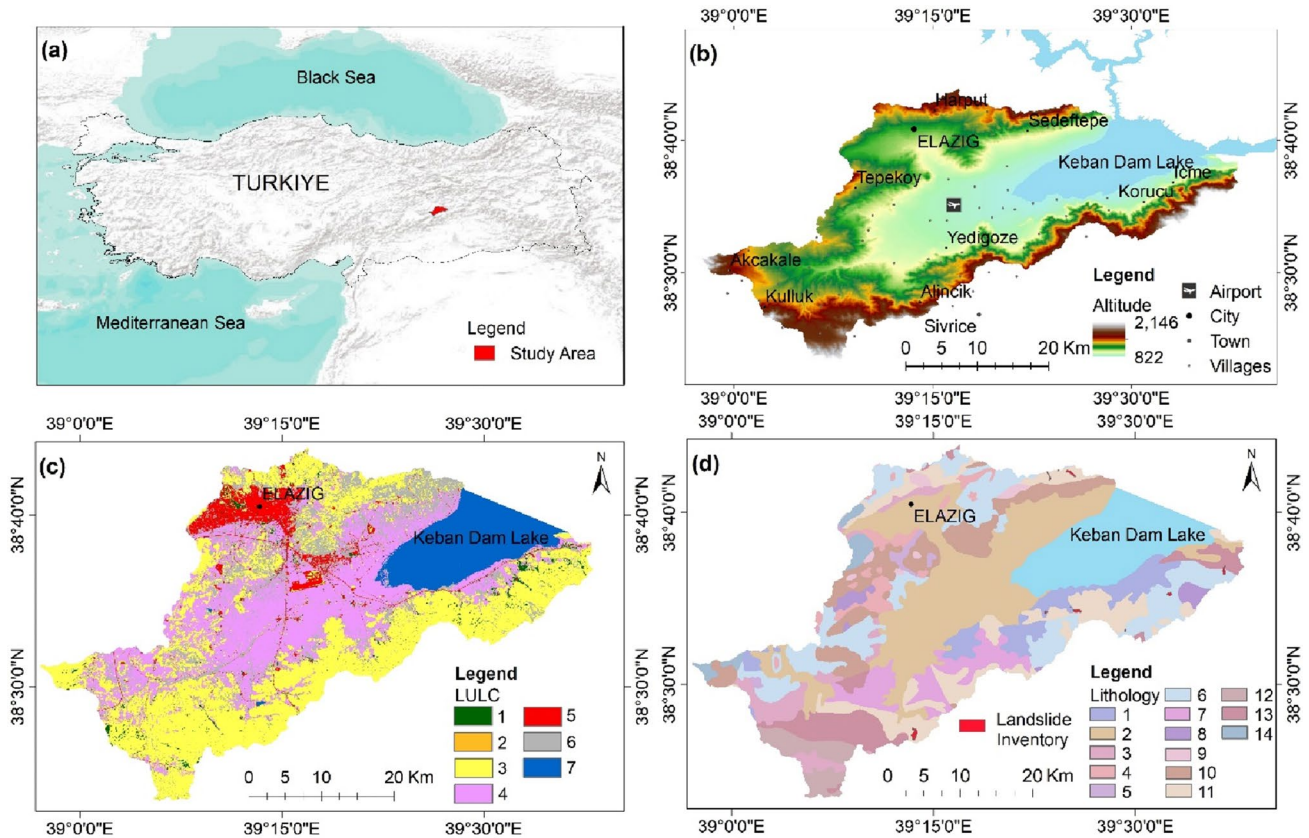 (a)
Black Sea
TURKIYE
Mediterranean Sea
Legend
Study Area
39°0'0"E 39°15'0"E 39°30'0"E
(b)
38°40'0"N
38°30'0"N
Harput
Sedeftepe
ELAZIG
Keban Dam Lake
Tepekoy
Icme
Korucu
Yedigoze
Akcakale
Kulluk
Alincik
Sivrice
0 5 10 20 Km
Legend
Altitude
2,146
822
Airport
City
Town
Villages
38°40'0"N
38°30'0"N
39°0'0"E 39°15'0"E 39°30'0"E
39°0'0"E 39°15'0"E 39°30'0"E
(c)
N
38°40'0"N
38°30'0"N
ELAZIG
Keban Dam Lake
Legend
LULC
1 5
2 6
3 7
4
0 5 10 20 Km
38°40'0"N
38°30'0"N
39°0'0"E 39°15'0"E 39°30'0"E
39°0'0"E 39°15'0"E 39°30'0"E
(d)
N
38°40'0"N
38°30'0"N
ELAZIG
Keban Dam Lake
Landslide
Inventory
Legend
Lithology
1 6 12
2 7 13
3 8 14
4 9
5 10
11
0 5 10 20 Km
38°40'0"N
38°30'0"N
39°0'0"E 39°15'0"E 39°30'0"E